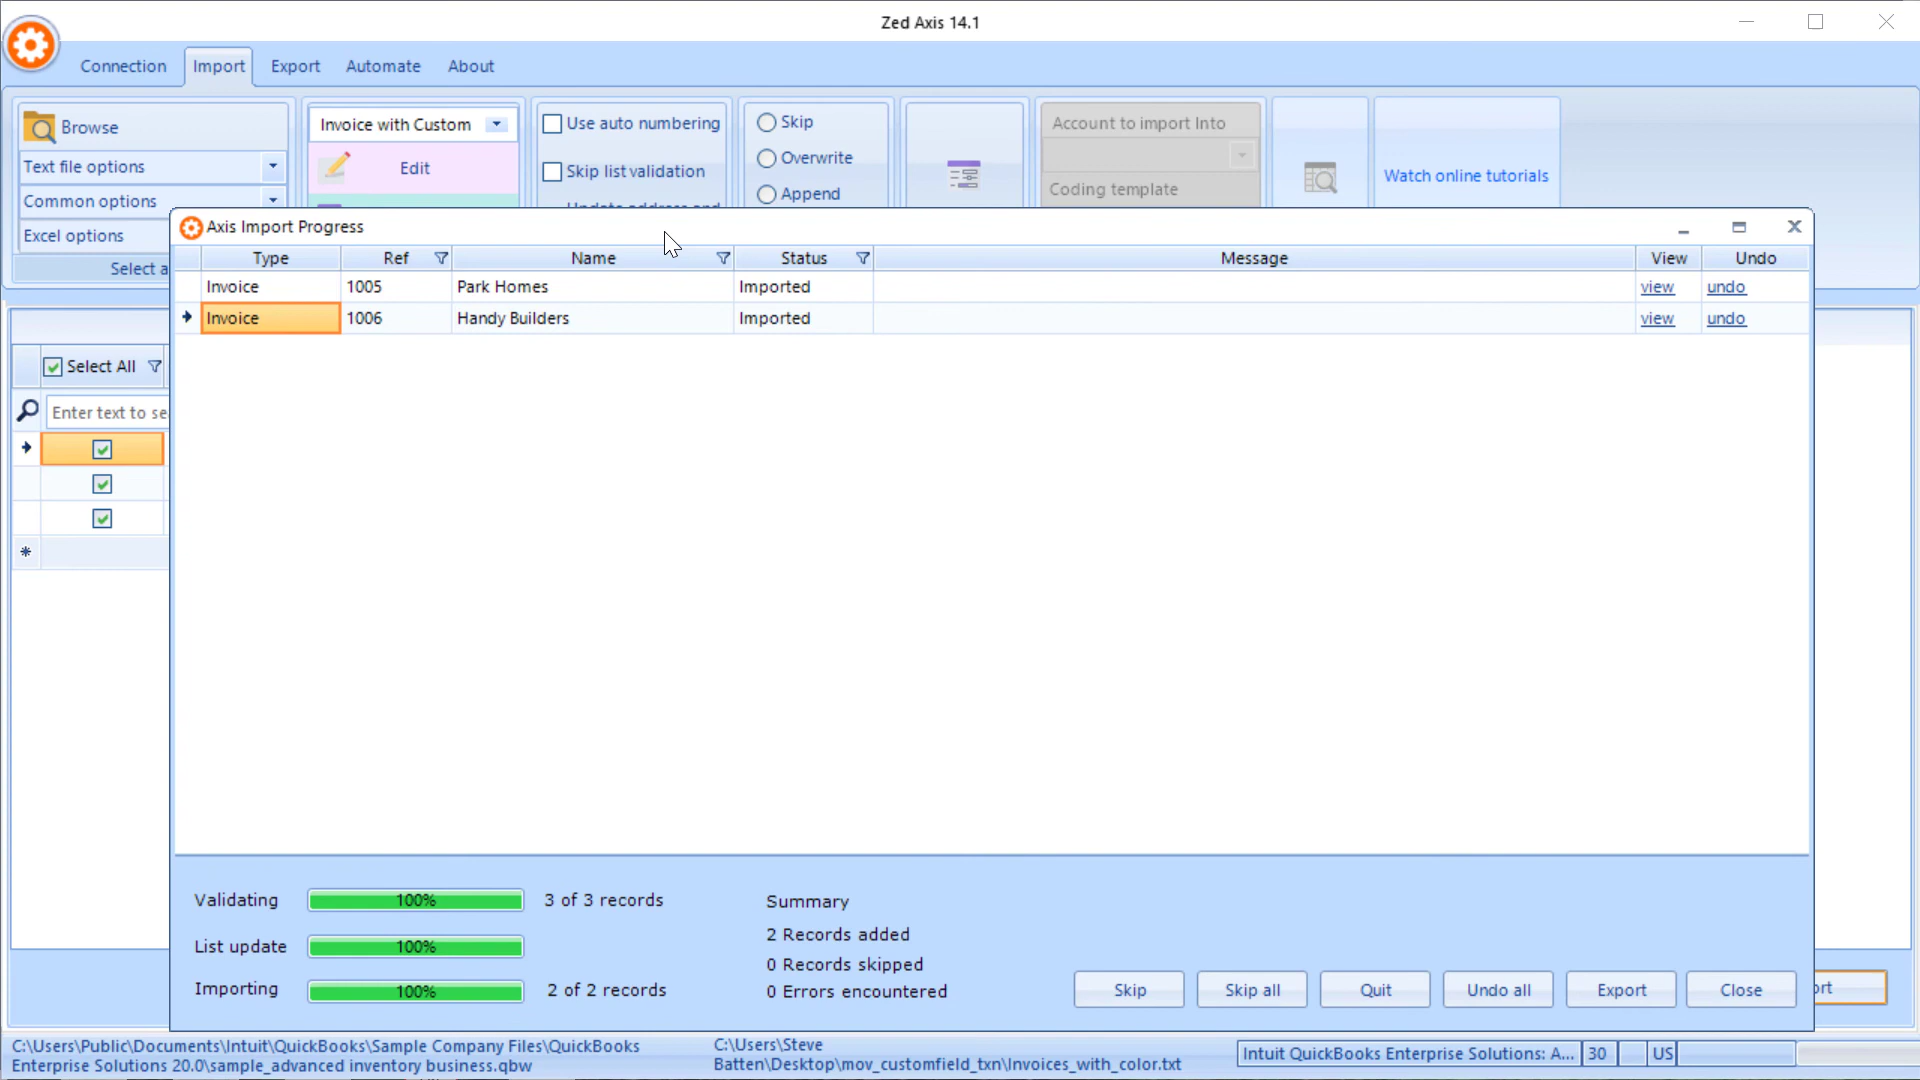 Zed Axis 14.1
Connection Import Export Automate About
Browse
Text file options
Common options
Excel options
Select a
Invoice with Custom
Edit
Use auto numbering
Skip list validation
Update address and
Skip
Overwrite
Append
Account to import Into
Coding template
Watch online tutorials
Axis Import Progress
Type Ref Name Status Message View Undo
Invoice 1005 Park Homes Imported view undo
Invoice 1006 Handy Builders Imported view undo
Select All
Enter text to se
Validating 100% 3 of 3 records
List update 100%
Importing 100% 2 of 2 records
Summary
2 Records added
0 Records skipped
0 Errors encountered
Skip Skip all Quit Undo all Export Close
ort
C:\Users\Public\Documents\Intuit\QuickBooks\Sample Company Files\QuickBooks
Enterprise Solutions 20.0\sample_advanced inventory business.qbw
C:\Users\Steve
Batten\Desktop\mov_customfield_txn\Invoices_with_color.txt
Intuit QuickBooks Enterprise Solutions: A... 30 US